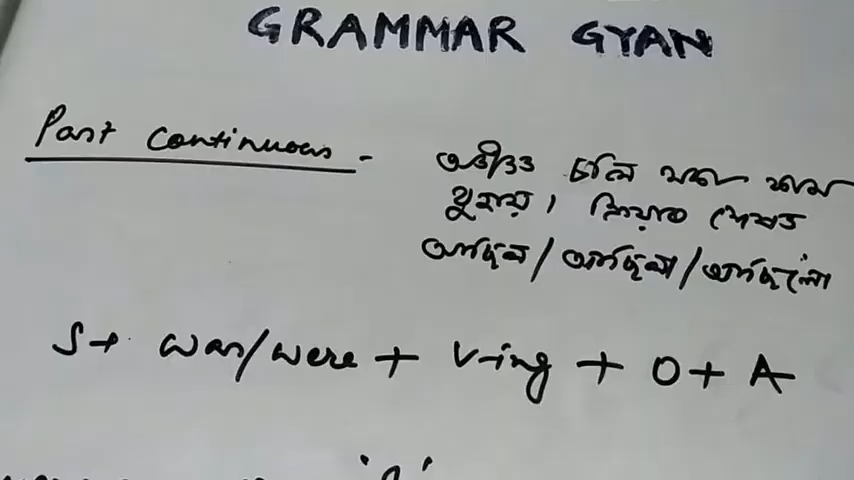 GRAMMAR GYAN
Past Continuous - অতীতত চলি থকা কাম
বুজায়। ক্ৰিয়াৰ শেষত
আছিল / আছিলা / আছিলোঁ
S+ was/were + V-ing + O + A